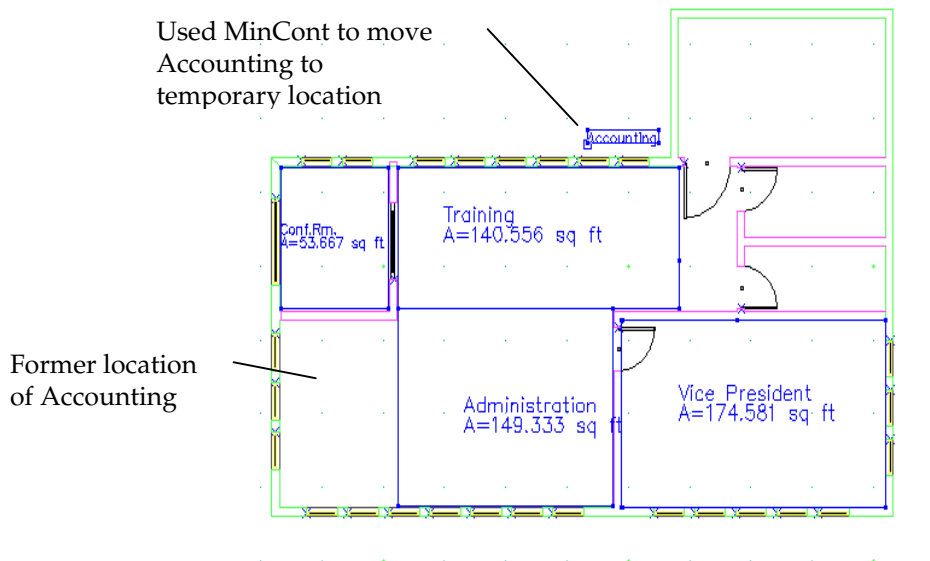 Used MinCont to move
Accounting to
temporary location
Accounting
Training
A=140.556 sq ft
Conf.Rm.
A=53.667 sq ft
Former location
of Accounting
Administration
A=149.333 sq ft
Vice President
A=174.581 sq ft